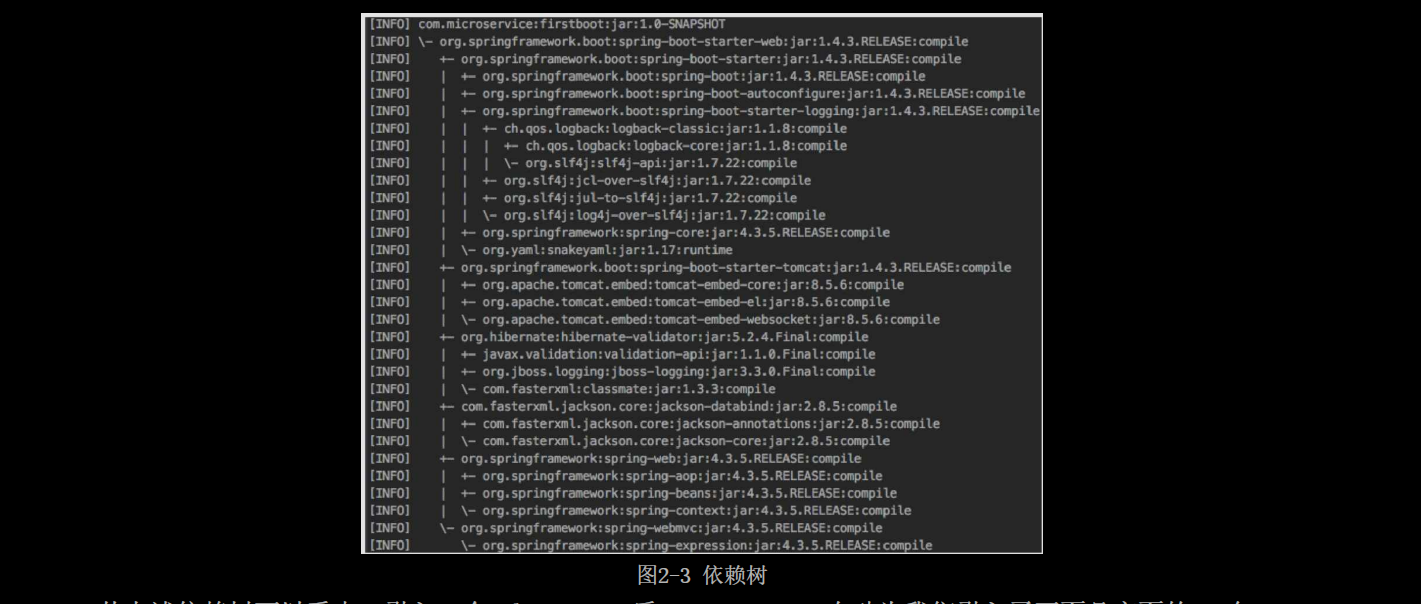 [INFO] com.microservice:firstboot:jar:1.0-SNAPSHOT
[INFO] \- org.springframework.boot:spring-boot-starter-web:jar:1.4.3.RELEASE:compile
[INFO]    +- org.springframework.boot:spring-boot-starter:jar:1.4.3.RELEASE:compile
[INFO]    |  +- org.springframework.boot:spring-boot:jar:1.4.3.RELEASE:compile
[INFO]    |  +- org.springframework.boot:spring-boot-autoconfigure:jar:1.4.3.RELEASE:compile
[INFO]    |  +- org.springframework.boot:spring-boot-starter-logging:jar:1.4.3.RELEASE:compile
[INFO]    |  |  +- ch.qos.logback:logback-classic:jar:1.1.8:compile
[INFO]    |  |  |  +- ch.qos.logback:logback-core:jar:1.1.8:compile
[INFO]    |  |  |  \- org.slf4j:slf4j-api:jar:1.7.22:compile
[INFO]    |  |  +- org.slf4j:jcl-over-slf4j:jar:1.7.22:compile
[INFO]    |  |  +- org.slf4j:jul-to-slf4j:jar:1.7.22:compile
[INFO]    |  |  \- org.slf4j:log4j-over-slf4j:jar:1.7.22:compile
[INFO]    |  +- org.springframework:spring-core:jar:4.3.5.RELEASE:compile
[INFO]    |  \- org.yaml:snakeyaml:jar:1.17:runtime
[INFO]    +- org.springframework.boot:spring-boot-starter-tomcat:jar:1.4.3.RELEASE:compile
[INFO]    |  +- org.apache.tomcat.embed:tomcat-embed-core:jar:8.5.6:compile
[INFO]    |  +- org.apache.tomcat.embed:tomcat-embed-el:jar:8.5.6:compile
[INFO]    |  \- org.apache.tomcat.embed:tomcat-embed-websocket:jar:8.5.6:compile
[INFO]    +- org.hibernate:hibernate-validator:jar:5.2.4.Final:compile
[INFO]    |  +- javax.validation:validation-api:jar:1.1.0.Final:compile
[INFO]    |  +- org.jboss.logging:jboss-logging:jar:3.3.0.Final:compile
[INFO]    |  \- com.fasterxml:classmate:jar:1.3.3:compile
[INFO]    +- com.fasterxml.jackson.core:jackson-databind:jar:2.8.5:compile
[INFO]    |  +- com.fasterxml.jackson.core:jackson-annotations:jar:2.8.5:compile
[INFO]    |  \- com.fasterxml.jackson.core:jackson-core:jar:2.8.5:compile
[INFO]    +- org.springframework:spring-web:jar:4.3.5.RELEASE:compile
[INFO]    |  +- org.springframework:spring-aop:jar:4.3.5.RELEASE:compile
[INFO]    |  +- org.springframework:spring-beans:jar:4.3.5.RELEASE:compile
[INFO]    |  \- org.springframework:spring-context:jar:4.3.5.RELEASE:compile
[INFO]    \- org.springframework:spring-webmvc:jar:4.3.5.RELEASE:compile
[INFO]       \- org.springframework:spring-expression:jar:4.3.5.RELEASE:compile
图2-3 依赖树